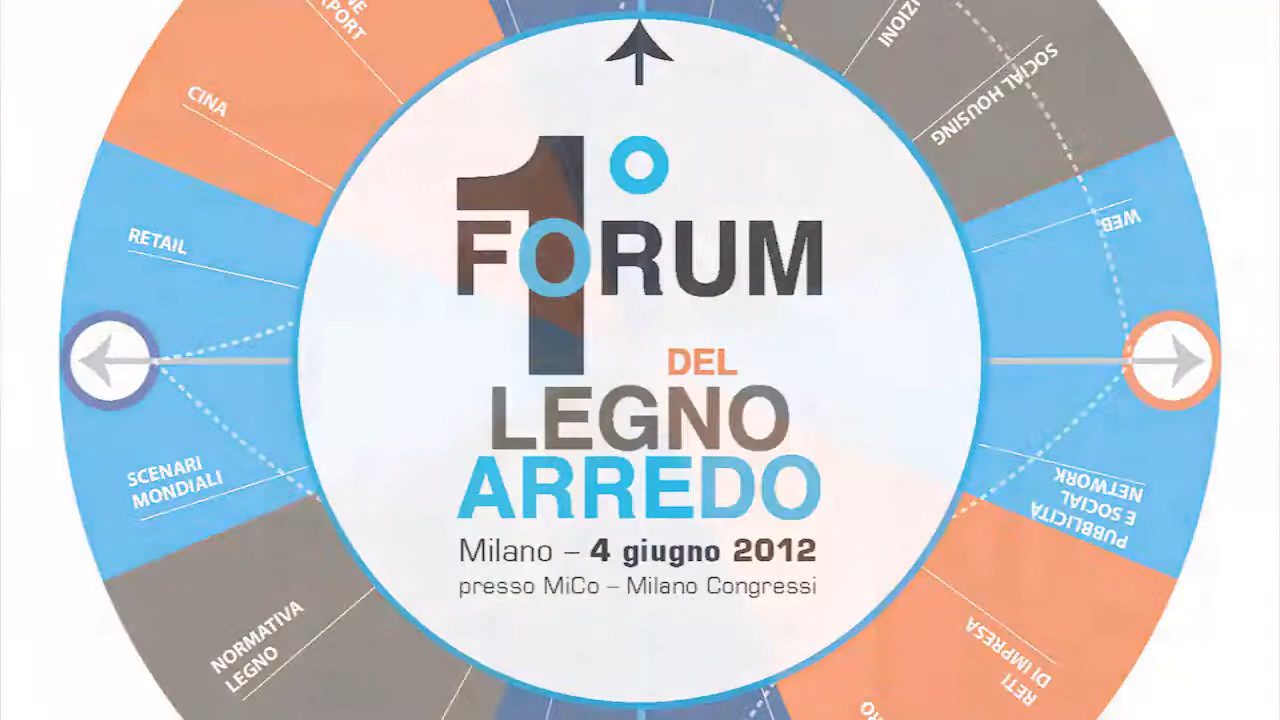 CINA
RETAIL
SCENARI
MONDIALI
NORMATIVA
LEGNO
1°
FORUM
DEL
LEGNO
ARREDO
Milano – 4 giugno 2012
presso MiCo – Milano Congressi
SOCIAL HOUSING
WEB
PUBBLICITA
E SOCIAL
NETWORK
RETI
DI IMPRESA